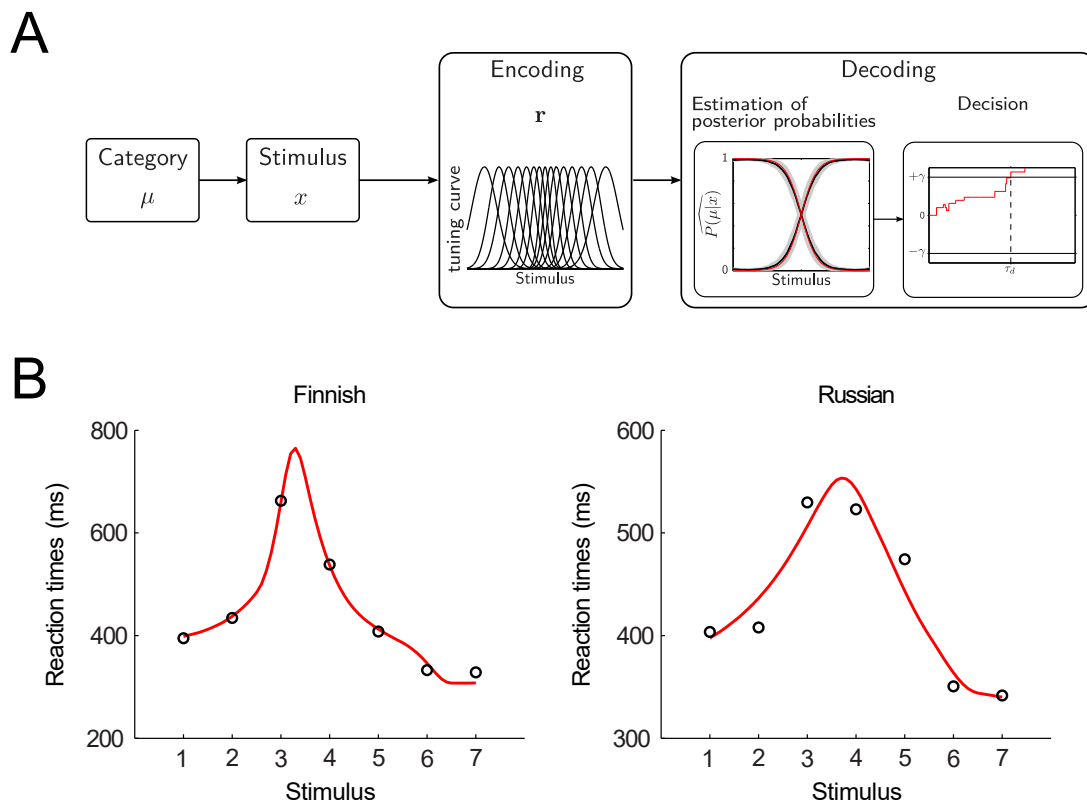 A
Category
μ
Stimulus
x
Encoding
r
tuning curve
Stimulus
Decoding
Estimation of
posterior probabilities
1
0
P(μ|x)
Stimulus
Decision
+γ
0
−γ
τd
B
Finnish
800
600
400
200
Reaction times (ms)
1 2 3 4 5 6 7
Stimulus
Russian
600
500
400
300
Reaction times (ms)
1 2 3 4 5 6 7
Stimulus